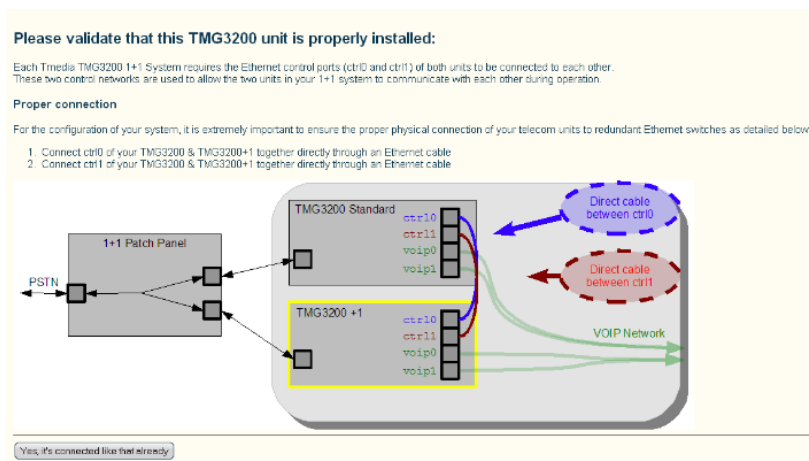 Please validate that this TMG3200 unit is properly installed:
Each Tmedia TMG3200 1+1 System requires the Ethernet control ports (ctrl0 and ctrl1) of both units to be connected to each other.
These two control networks are used to allow the two units in your 1+1 system to communicate with each other during operation.
Proper connection
For the configuration of your system, it is extremely important to ensure the proper physical connection of your telecom units to redundant Ethernet switches as detailed below
1. Connect ctrl0 of your TMG3200 & TMG3200+1 together directly through an Ethernet cable
2. Connect ctrl1 of your TMG3200 & TMG3200+1 together directly through an Ethernet cable
TMG3200 Standard
ctrl0
ctrl1
voip0
voip1
Direct cable
between ctrl0
1+1 Patch Panel
PSTN
Direct cable
between ctrl1
TMG3200 +1
ctrl0
ctrl1
voip0
voip1
VOIP Network
Yes, it's connected like that already